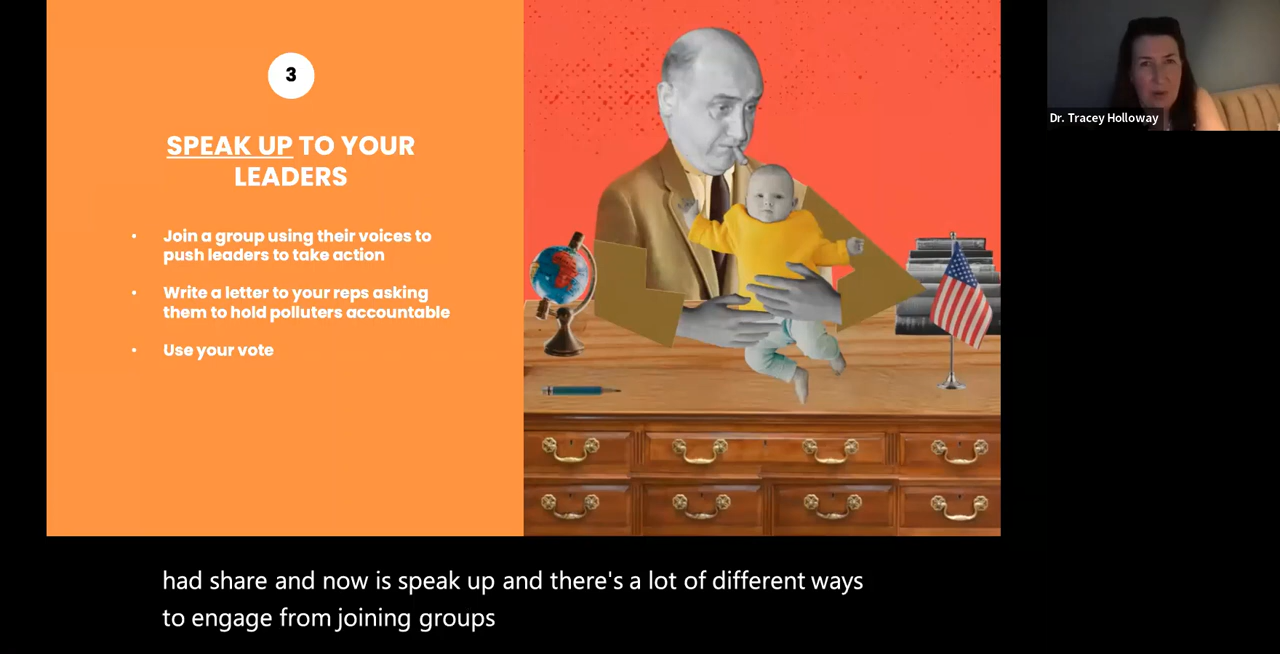 3
SPEAK UP TO YOUR
LEADERS
• Join a group using their voices to
push leaders to take action
• Write a letter to your reps asking
them to hold polluters accountable
• Use your vote
Dr. Tracey Holloway
had share and now is speak up and there's a lot of different ways
to engage from joining groups